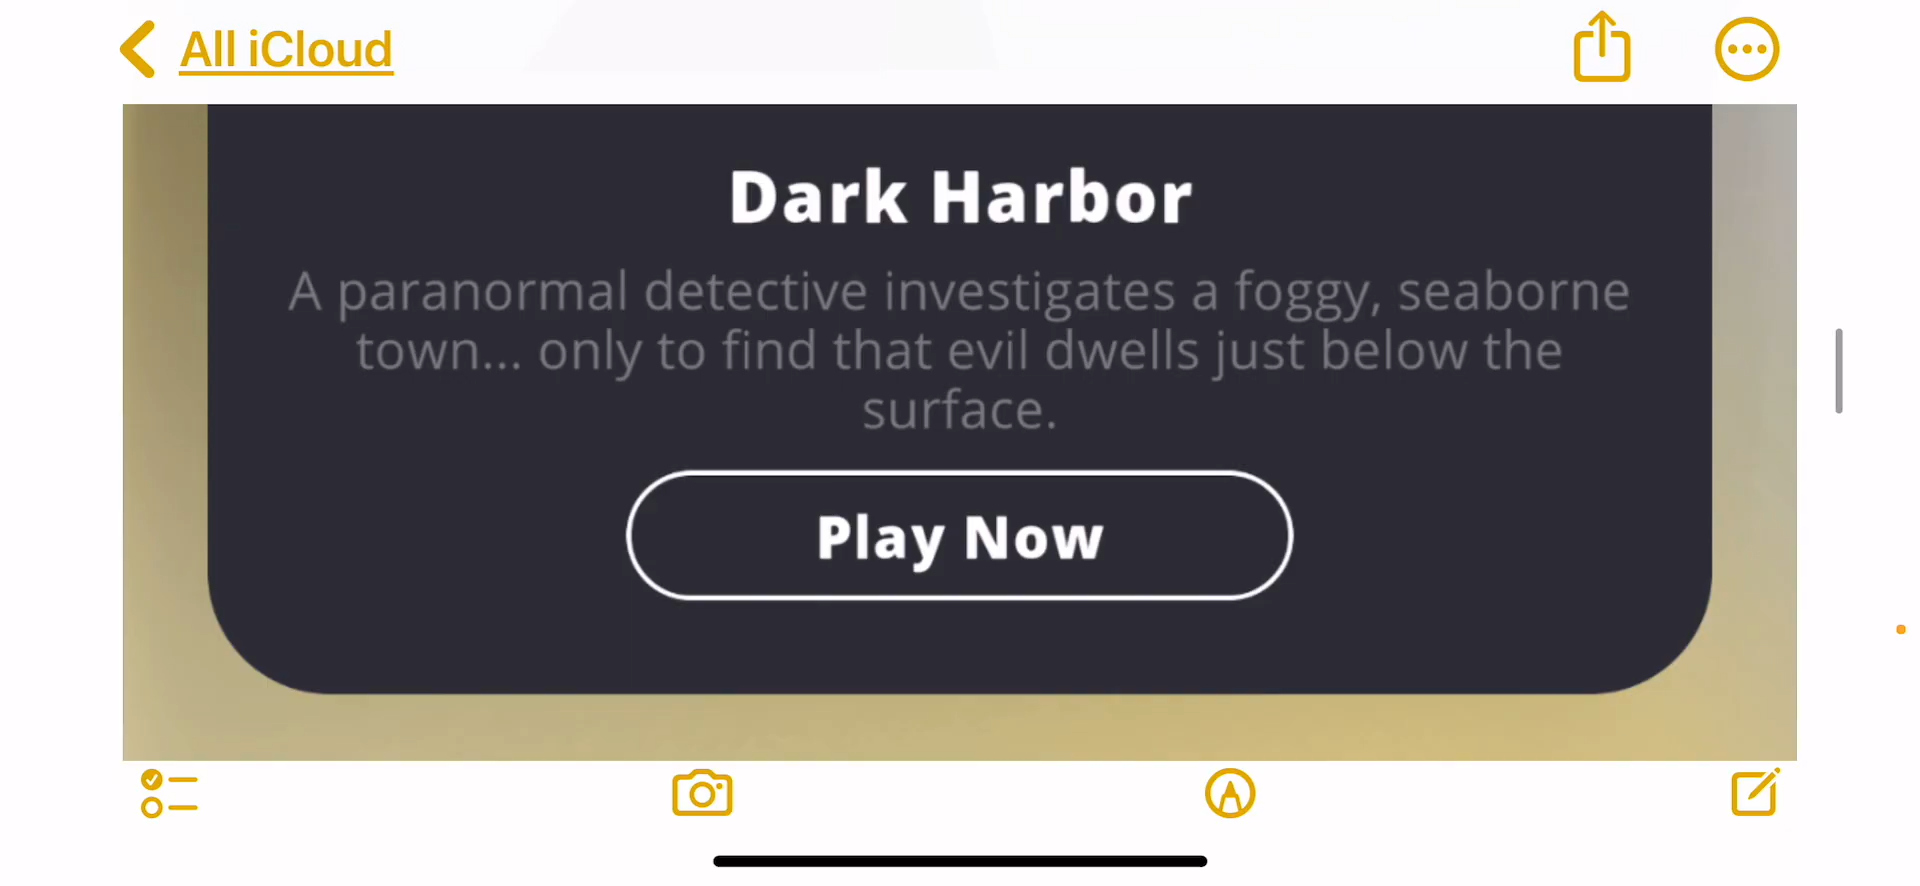 All iCloud
Dark Harbor
A paranormal detective investigates a foggy, seaborne
town... only to find that evil dwells just below the
surface.
Play Now